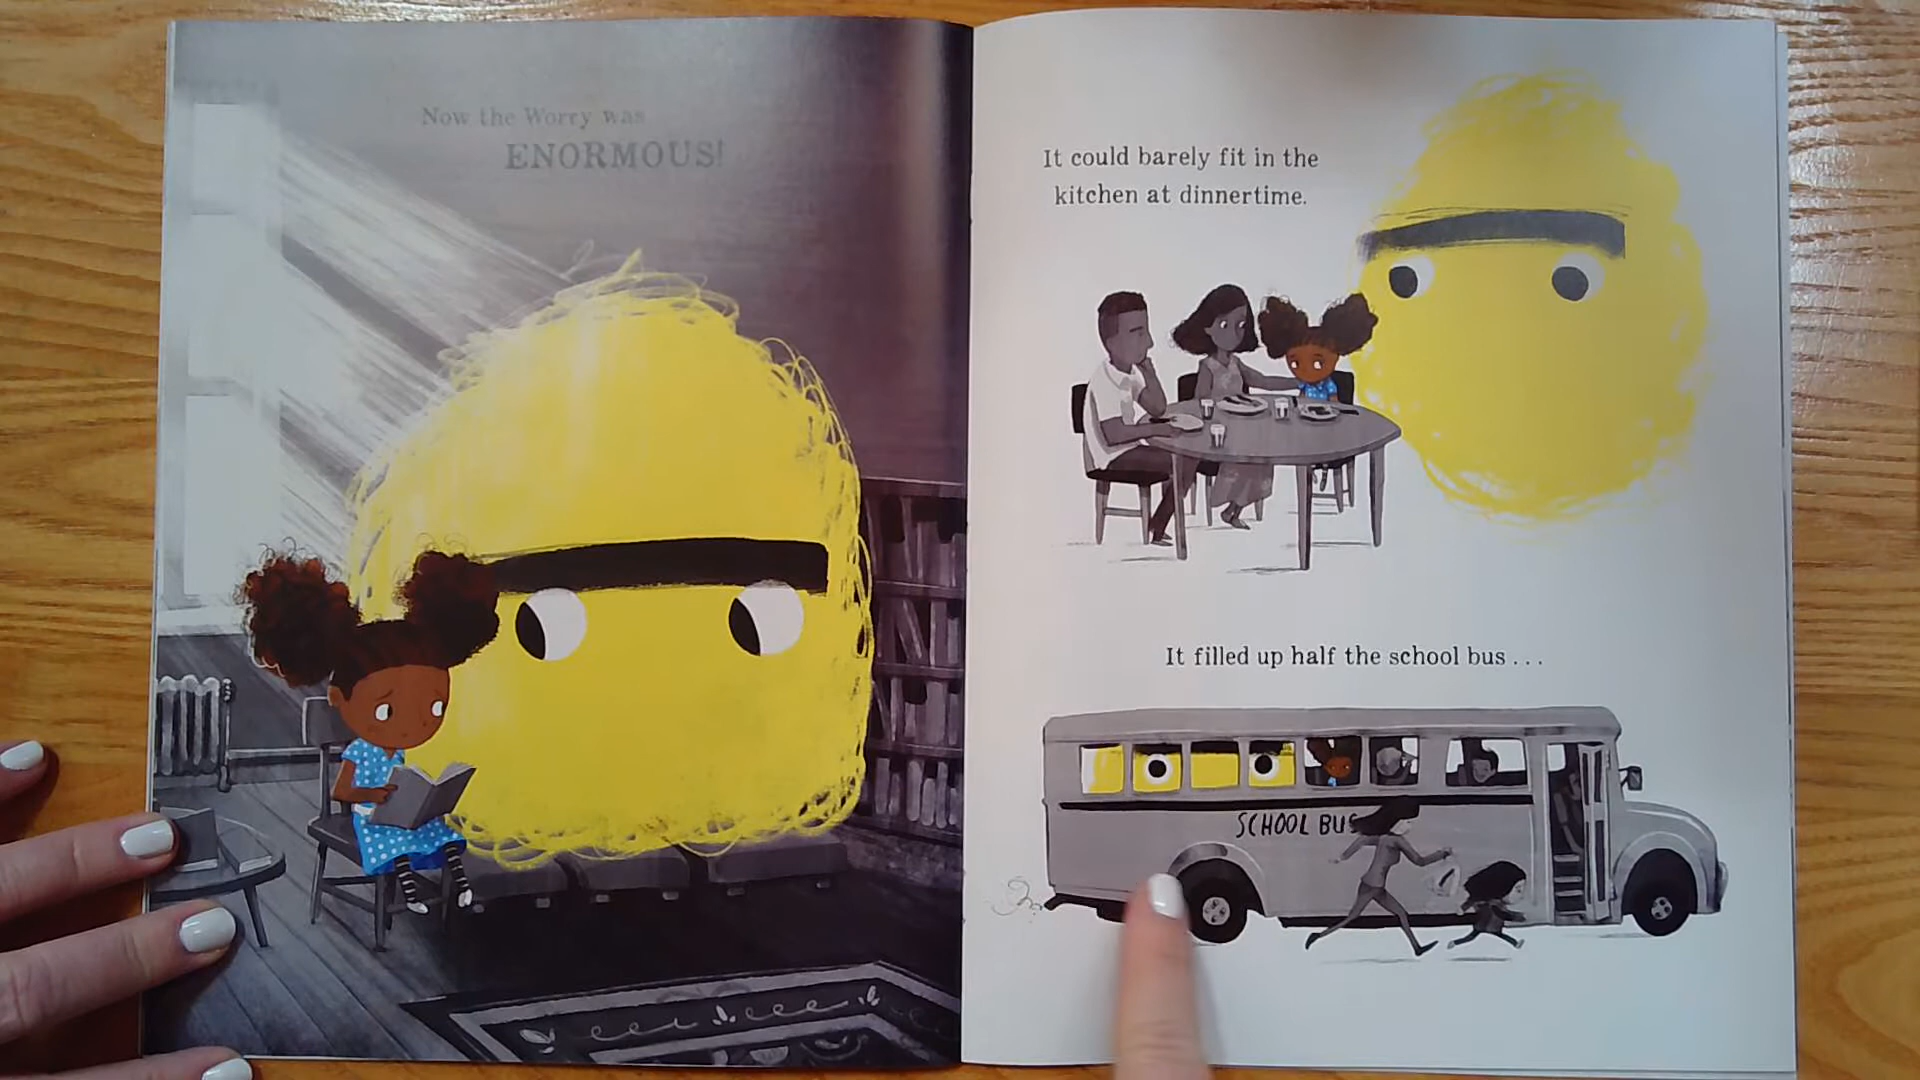 Now the Worry was
ENORMOUS!
It could barely fit in the
kitchen at dinnertime.
It filled up half the school bus ...
SCHOOL BUS